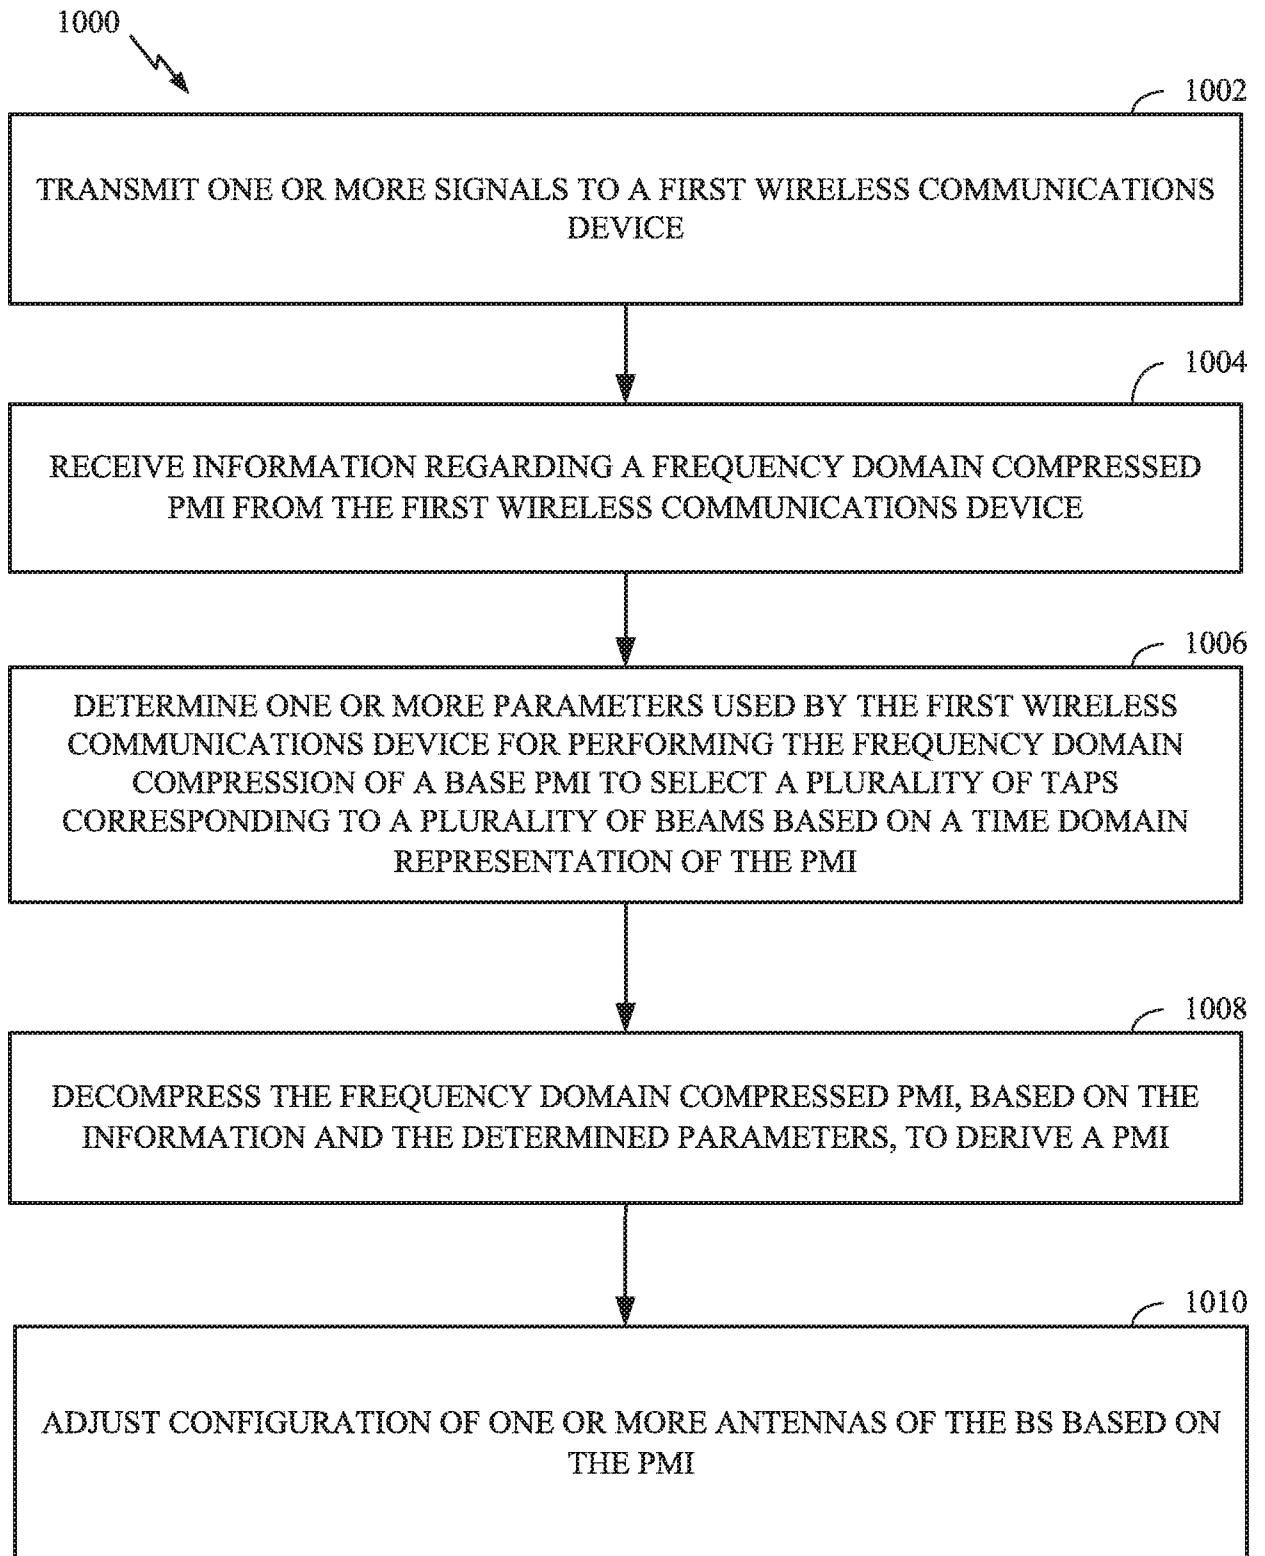 1000
1002
TRANSMIT ONE OR MORE SIGNALS TO A FIRST WIRELESS COMMUNICATIONS
DEVICE
1004
RECEIVE INFORMATION REGARDING A FREQUENCY DOMAIN COMPRESSED
PMI FROM THE FIRST WIRELESS COMMUNICATIONS DEVICE
1006
DETERMINE ONE OR MORE PARAMETERS USED BY THE FIRST WIRELESS
COMMUNICATIONS DEVICE FOR PERFORMING THE FREQUENCY DOMAIN
COMPRESSION OF A BASE PMI TO SELECT A PLURALITY OF TAPS
CORRESPONDING TO A PLURALITY OF BEAMS BASED ON A TIME DOMAIN
REPRESENTATION OF THE PMI
1008
DECOMPRESS THE FREQUENCY DOMAIN COMPRESSED PMI, BASED ON THE
INFORMATION AND THE DETERMINED PARAMETERS, TO DERIVE A PMI
1010
ADJUST CONFIGURATION OF ONE OR MORE ANTENNAS OF THE BS BASED ON
THE PMI